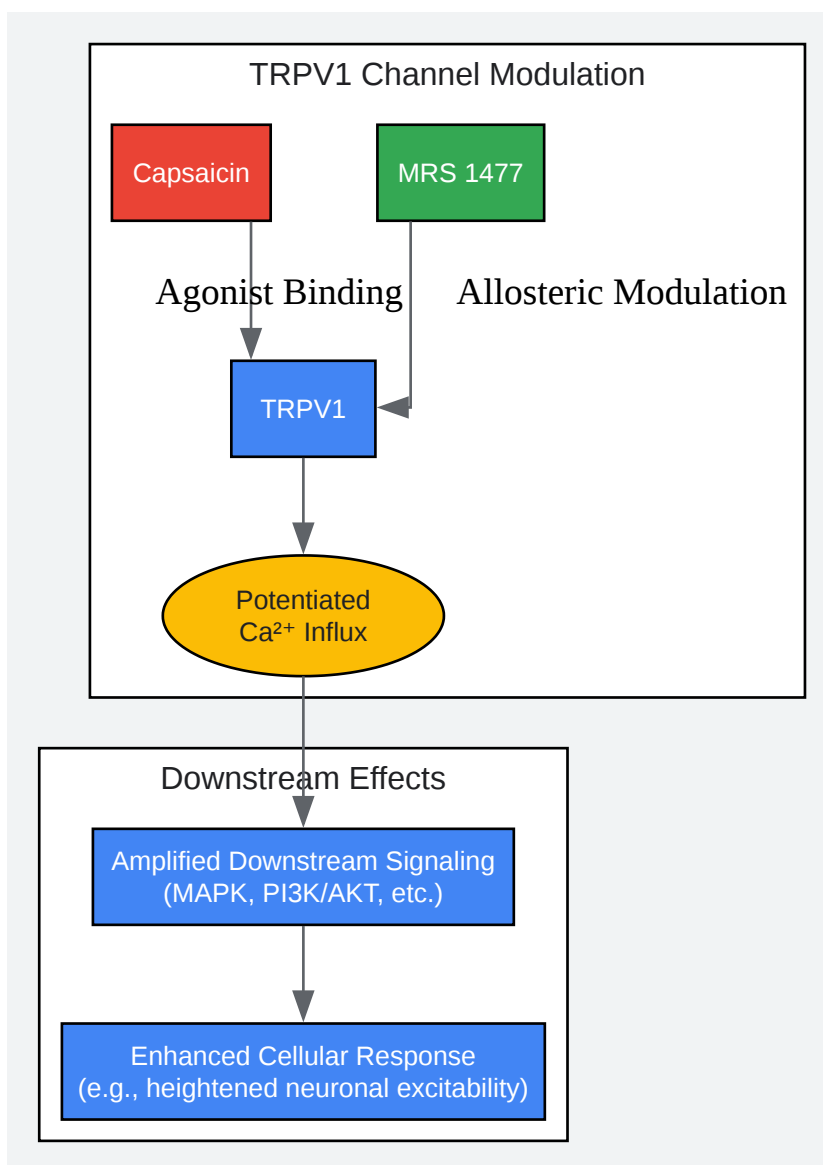 TRPV1 Channel Modulation
Capsaicin
MRS 1477
Agonist Binding
Allosteric Modulation
TRPV1
Potentiated
Ca²⁺ Influx
Downstream Effects
Amplified Downstream Signaling
(MAPK, PI3K/AKT, etc.)
Enhanced Cellular Response
(e.g., heightened neuronal excitability)